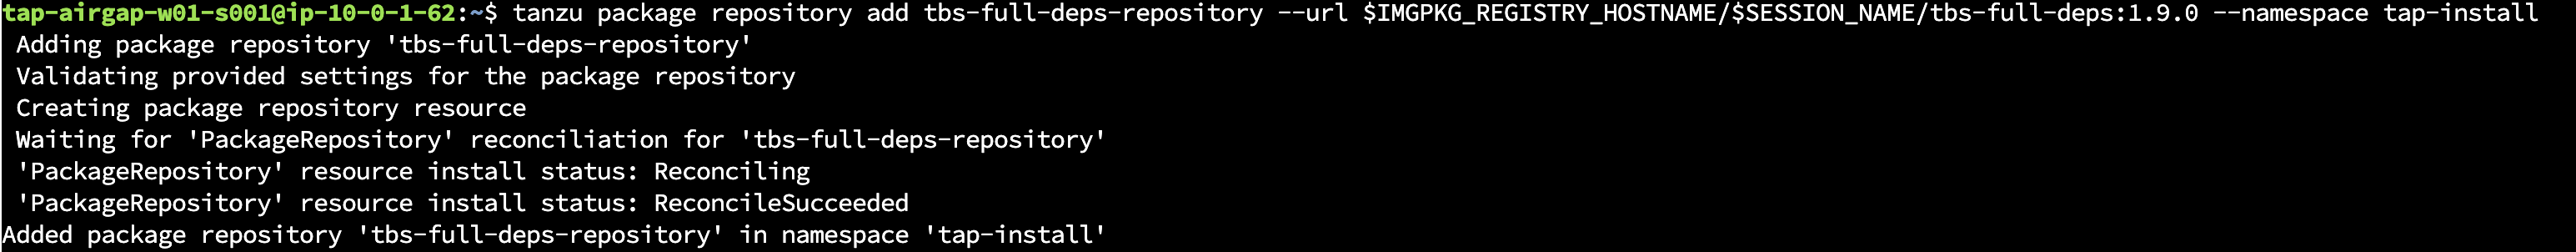 tap-airgap-w01-s001@ip-10-0-1-62:~$ tanzu package repository add tbs-full-deps-repository --url $IMGPKG_REGISTRY_HOSTNAME/$SESSION_NAME/tbs-full-deps:1.9.0 --namespace tap-install
Adding package repository 'tbs-full-deps-repository'
Validating provided settings for the package repository
Creating package repository resource
Waiting for 'PackageRepository' reconciliation for 'tbs-full-deps-repository'
'PackageRepository' resource install status: Reconciling
'PackageRepository' resource install status: ReconcileSucceeded
Added package repository 'tbs-full-deps-repository' in namespace 'tap-install'